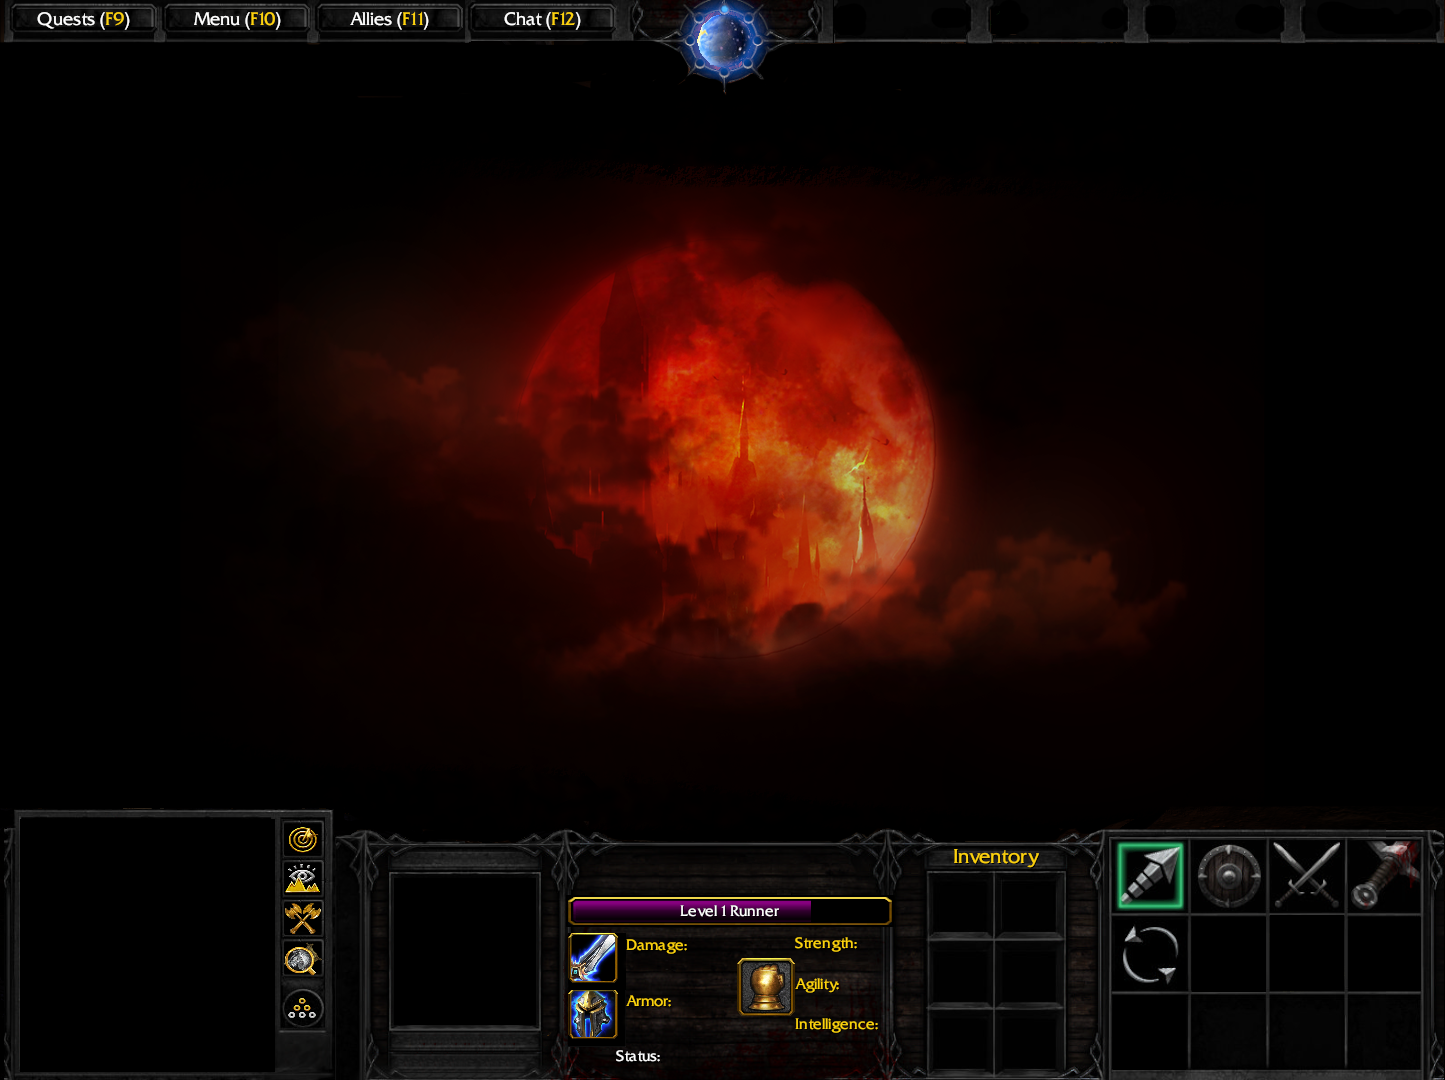 Quests (F9)
Menu (F10)
Allies (F11)
Chat (F12)
Level 1 Runner
Damage:
Armor:
Strength:
Agility:
Intelligence:
Status:
Inventory